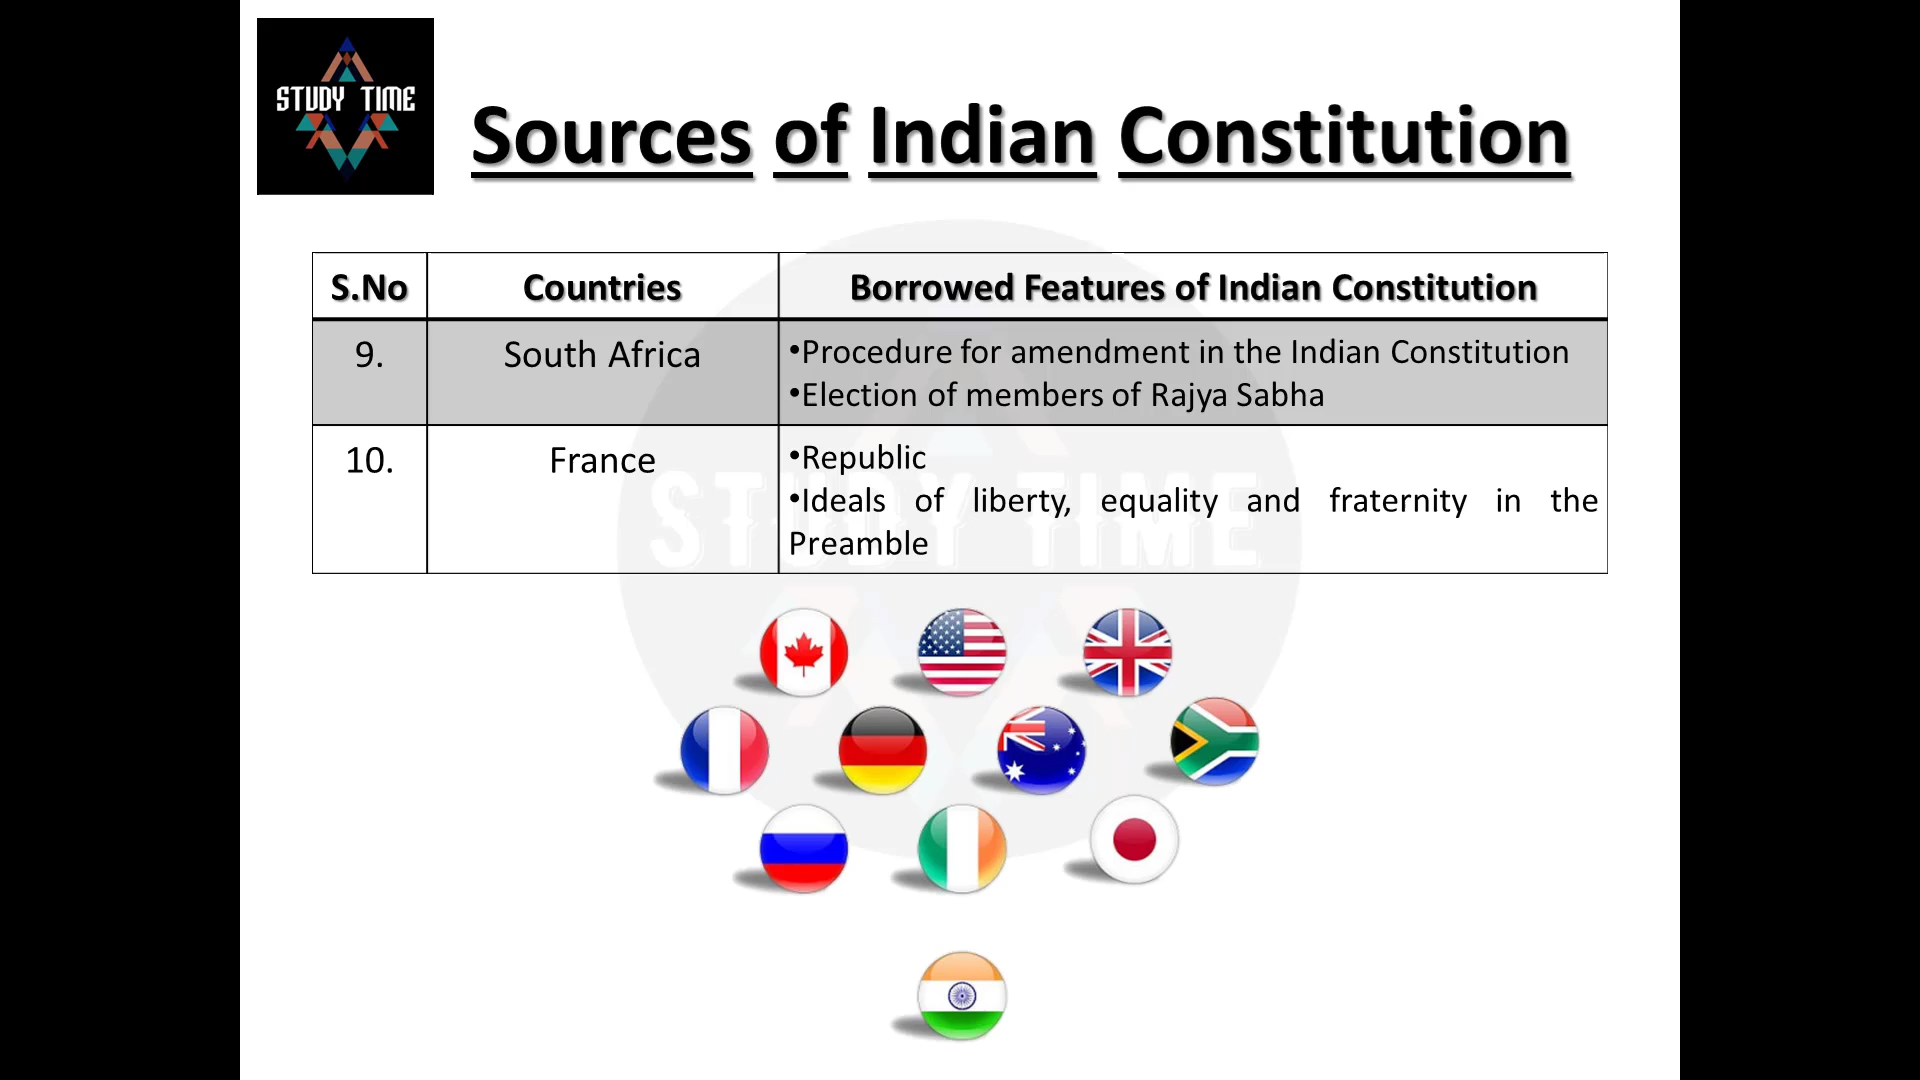 STUDY TIME
Sources of Indian Constitution
S.No Countries Borrowed Features of Indian Constitution
9. South Africa •Procedure for amendment in the Indian Constitution
•Election of members of Rajya Sabha
10. France •Republic
•Ideals of liberty, equality and fraternity in the
Preamble
STUDY TIME